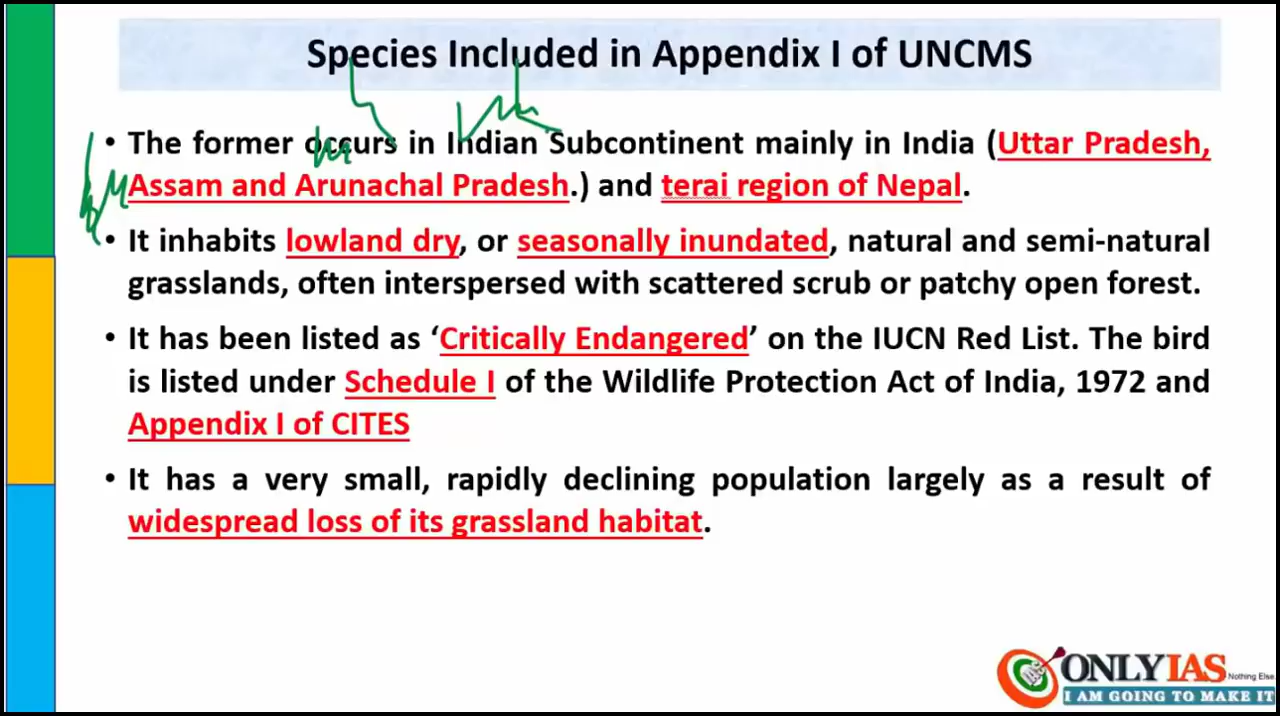 Species Included in Appendix I of UNCMS
• The former occurs in Indian Subcontinent mainly in India (Uttar Pradesh,
Assam and Arunachal Pradesh.) and terai region of Nepal.
• It inhabits lowland dry, or seasonally inundated, natural and semi-natural
grasslands, often interspersed with scattered scrub or patchy open forest.
• It has been listed as ‘Critically Endangered’ on the IUCN Red List. The bird
is listed under Schedule I of the Wildlife Protection Act of India, 1972 and
Appendix I of CITES
• It has a very small, rapidly declining population largely as a result of
widespread loss of its grassland habitat.
ONLYIAS
Nothing Else
I AM GOING TO MAKE IT